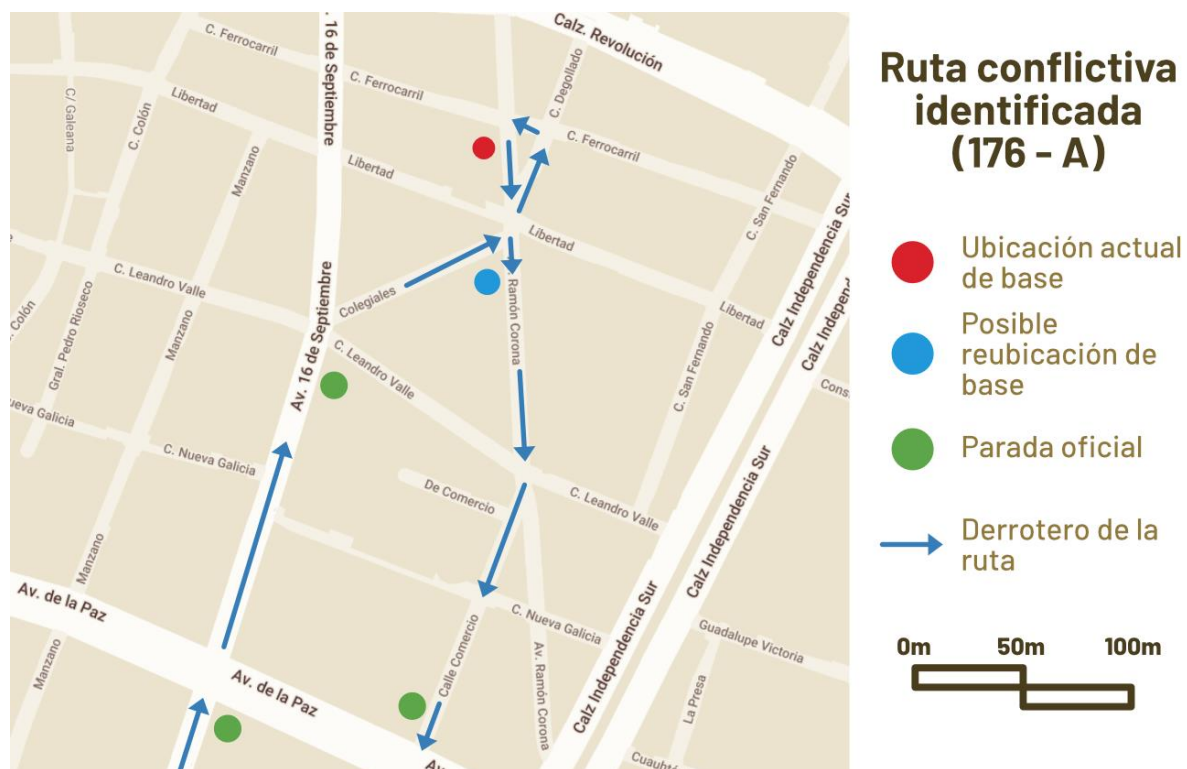 Calz. Revolución
. 16 de Septiembre
C. Ferrocarril
C. Degollado
C. Ferrocarril
C. Ferrocarril
C/ Galeana
C. Colón
Libertad
Manzano
Libertad
C. San Fernando
Libertad
C. Leandro Valle
Av. 16 de Septiembre
Colegiales
Ramón Corona
Libertad
Calz Independencia Sur
Calz Independ
. Colón
Gral. Pedro Rioseco
Manzano
C. Leandro Valle
C. San Fernando
Cons
ueva Galicia
C. Nueva Galicia
De Comercio
C. Leandro Valle
Calz Independencia Sur
Manzano
Av. de la Paz
C. Nueva Galicia
Guadalupe Victoria
Calle Comercio
Av. Ramón Corona
Calz Independencia Sur
Manzano
Av. de la Paz
La Presa
Av
Cuauht
Ruta conflictiva
identificada
(176 - A)
Ubicación actual
de base
Posible
reubicación de
base
Parada oficial
Derrotero de la
ruta
0m 50m 100m